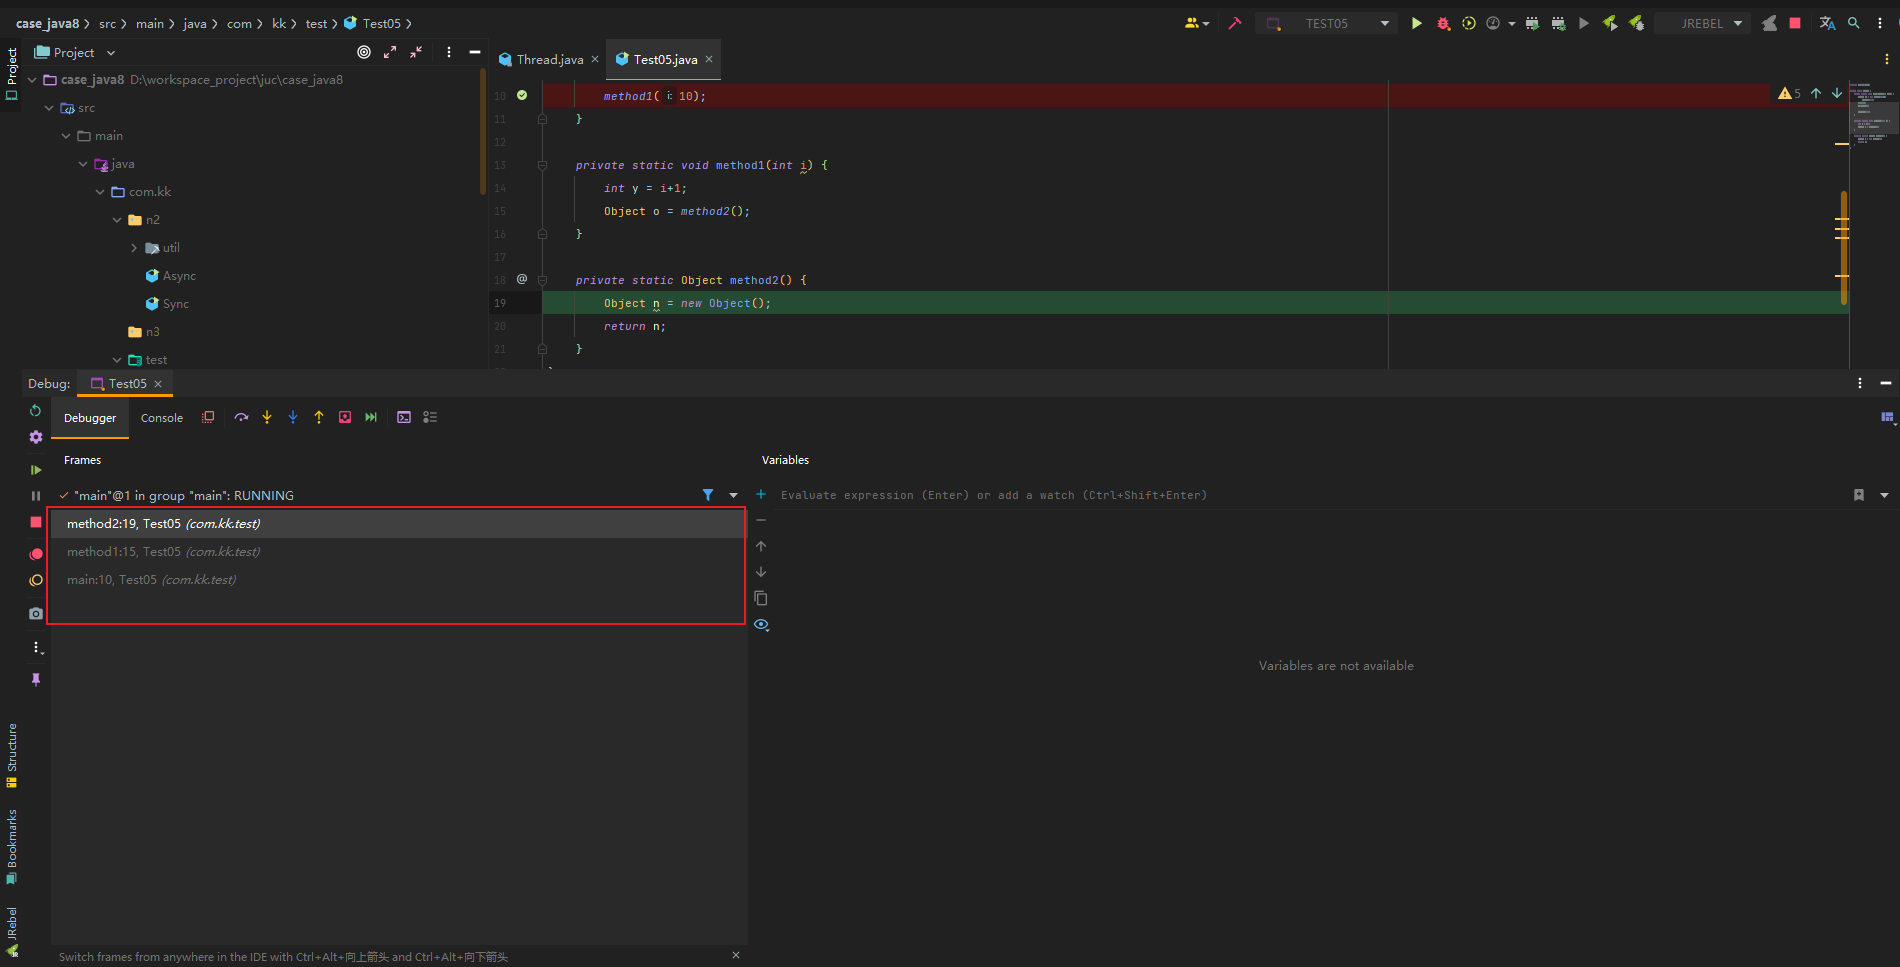 case_java8 > src > main > java > com > kk > test > Test05 >
TEST05
JREBEL
Project
Project
case_java8 D:\workspace_project\juc\case_java8
src
main
java
com.kk
n2
util
Async
Sync
n3
test
Thread.java
Test05.java
5
10 method1( i: 10);
11 }
12
13 private static void method1(int i) {
14 int y = i+1;
15 Object o = method2();
16 }
17
18 @ private static Object method2() {
19 Object n = new Object();
20 return n;
21 }
Debug: Test05
Debugger Console
Frames
Variables
"main"@1 in group "main": RUNNING
Evaluate expression (Enter) or add a watch (Ctrl+Shift+Enter)
method2:19, Test05 (com.kk.test)
method1:15, Test05 (com.kk.test)
main:10, Test05 (com.kk.test)
Variables are not available
Structure
Bookmarks
JRebel
Switch frames from anywhere in the IDE with Ctrl+Alt+向上箭头 and Ctrl+Alt+向下箭头